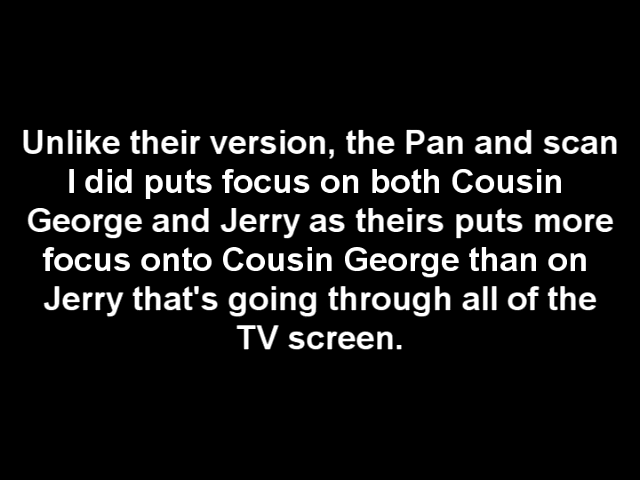 Unlike their version, the Pan and scan
I did puts focus on both Cousin
George and Jerry as theirs puts more
focus onto Cousin George than on
Jerry that's going through all of the
TV screen.